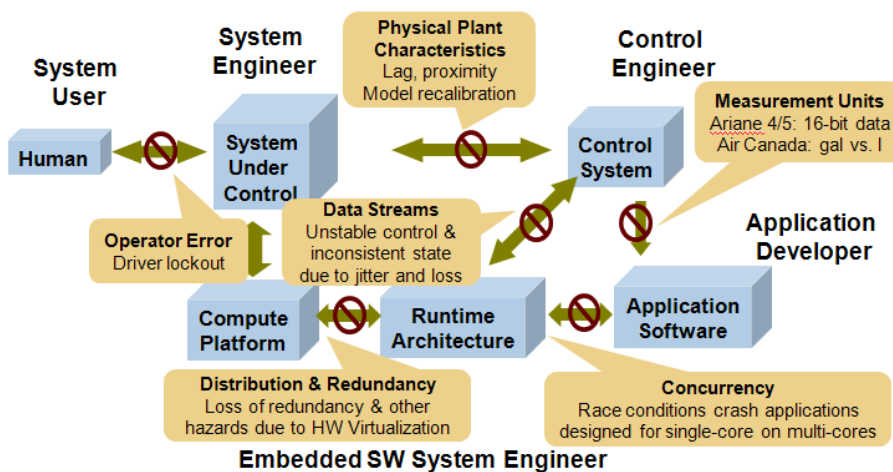 System
User
System
Engineer
Physical Plant
Characteristics
Lag, proximity
Model recalibration
Control
Engineer
Measurement Units
Ariane 4/5: 16-bit data
Air Canada: gal vs. l
Human
System
Under
Control
Control
System
Operator Error
Driver lockout
Data Streams
Unstable control &
inconsistent state
due to jitter and loss
Application
Developer
Compute
Platform
Runtime
Architecture
Application
Software
Distribution & Redundancy
Loss of redundancy & other
hazards due to HW Virtualization
Concurrency
Race conditions crash applications
designed for single-core on multi-cores
Embedded SW System Engineer